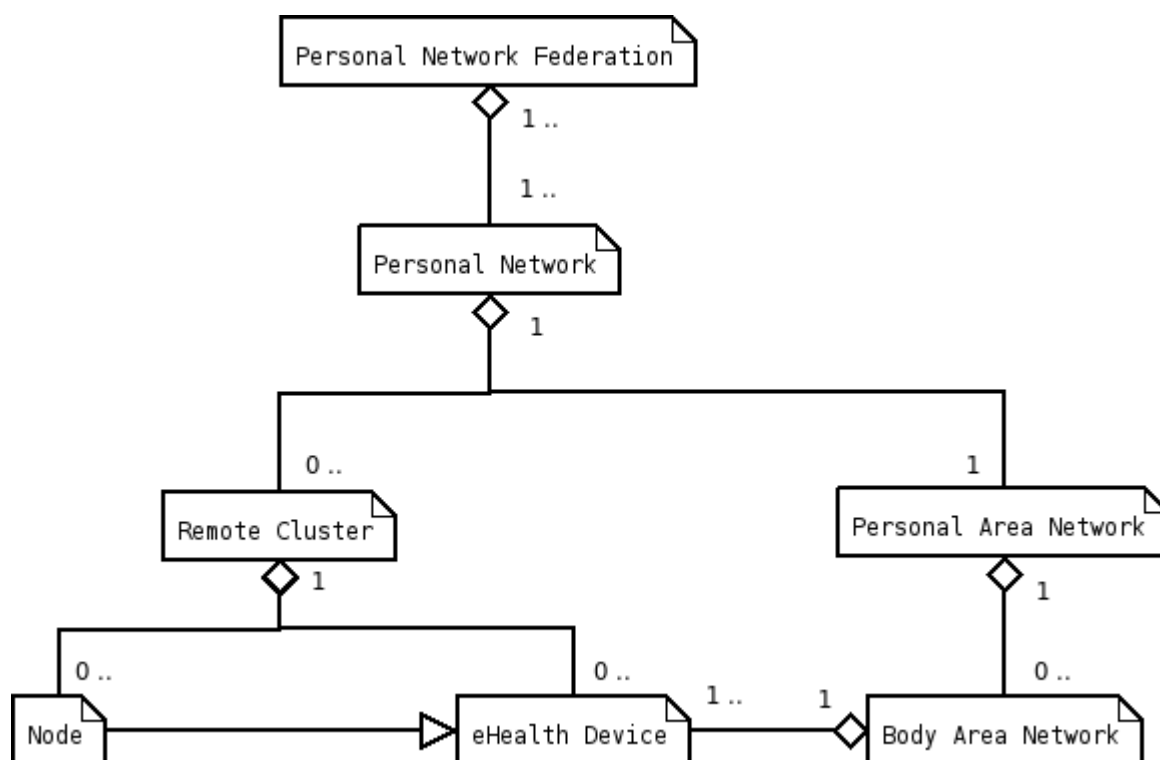 Personal Network Federation
1 ..
1 ..
Personal Network
1
0 ..
1
Remote Cluster
Personal Area Network
1
1
0 ..
0 ..
1 ..
1
0 ..
Node
eHealth Device
Body Area Network